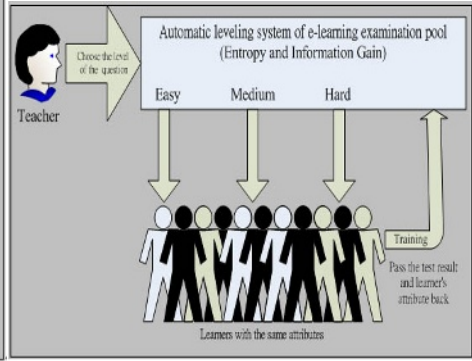 Automatic leveling system of e-learning examination pool
(Entropy and Information Gain)
Choose the level
of the question
Easy Medium Hard
Teacher
Training
Pass the test result
and learner's
attribute back
Learners with the same attributes